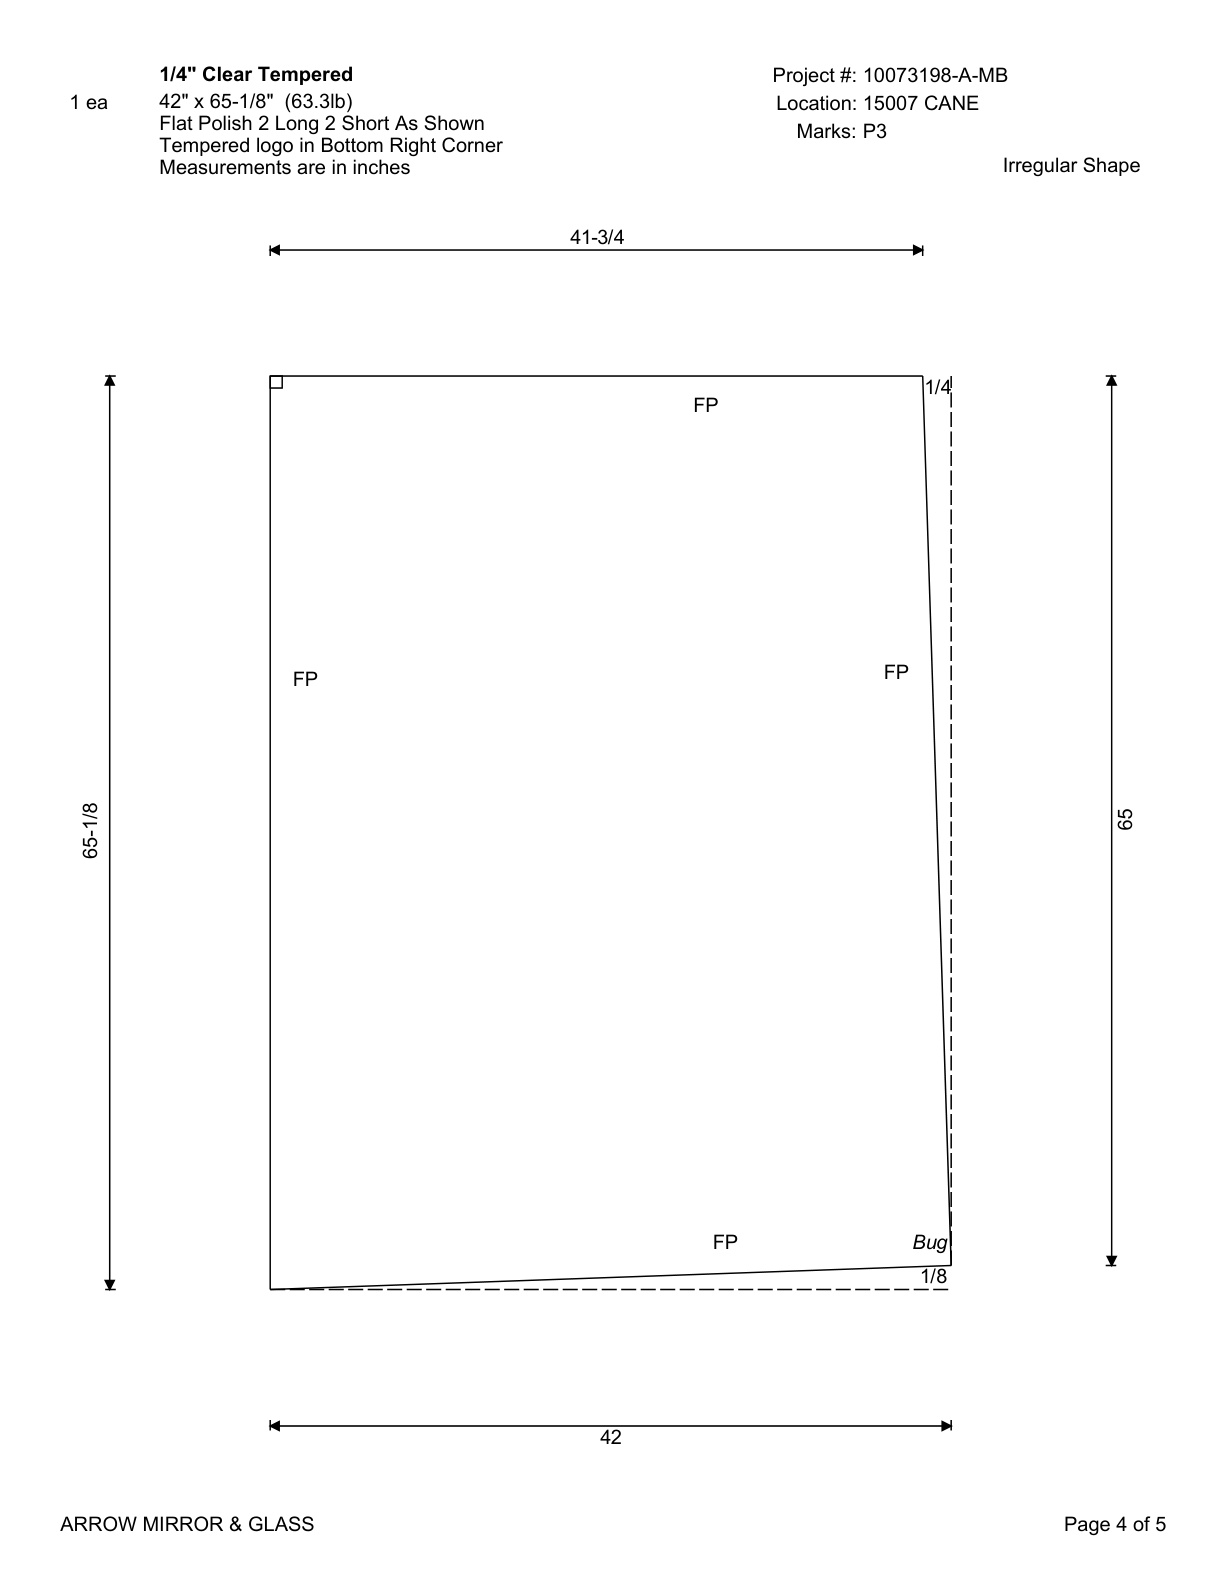 1/4" Clear Tempered
1 ea
42" x 65-1/8" (63.3lb)
Flat Polish 2 Long 2 Short As Shown
Tempered logo in Bottom Right Corner
Measurements are in inches
Project #: 10073198-A-MB
Location: 15007 CANE
Marks: P3
Irregular Shape
41-3/4
1/4
FP
FP
FP
65-1/8
65
FP
Bug
1/8
42
ARROW MIRROR & GLASS
Page 4 of 5